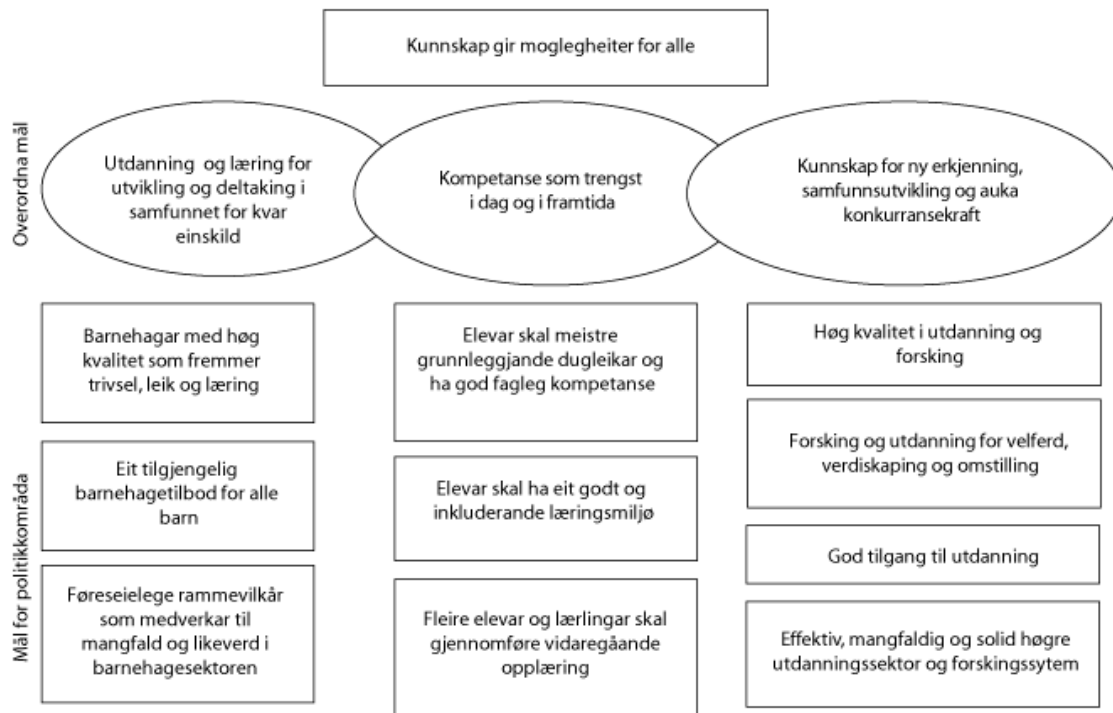 Kunnskap gir moglegheiter for alle
Overordna mål
Utdanning og læring for
utvikling og deltaking i
samfunnet for kvar
einskild
Kompetanse som trengst
i dag og i framtida
Kunnskap for ny erkjenning,
samfunnsutvikling og auka
konkurransekraft
Mål for politikkområda
Barnehagar med høg
kvalitet som fremmer
trivsel, leik og læring
Eit tilgjengelig
barnehagetilbod for alle
barn
Føreseielege rammevilkår
som medverkar til
mangfald og likeverd i
barnehagesektoren
Elevar skal meistre
grunnleggjande dugleikar og
ha god fagleg kompetanse
Elevar skal ha eit godt og
inkluderande læringsmiljø
Fleire elevar og lærlingar skal
gjennomføre vidaregåande
opplæring
Høg kvalitet i utdanning og
forsking
Forsking og utdanning for velferd,
verdiskaping og omstilling
God tilgang til utdanning
Effektiv, mangfaldig og solid høgre
utdanningssektor og forskingssytem